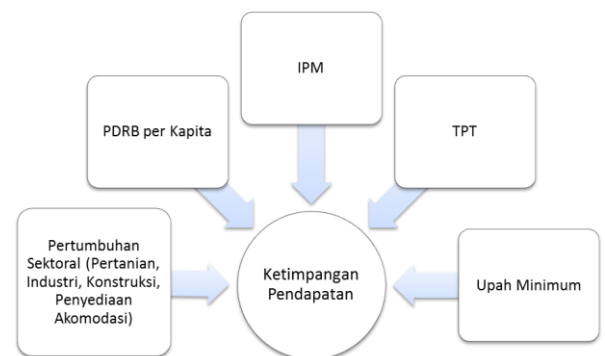 IPM
PDRB per Kapita
TPT
Pertumbuhan
Sektoral (Pertanian,
Industri, Konstruksi,
Penyediaan
Akomodasi)
Ketimpangan
Pendapatan
Upah Minimum